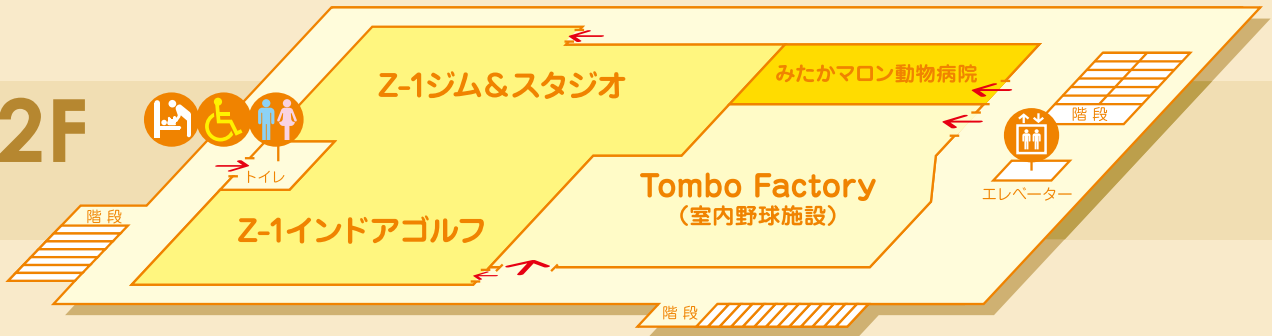 2F
Z-1ジム&スタジオ
みたかマロン動物病院
階段
トイレ
Tombo Factory
(室内野球施設)
エレベーター
階段
Z-1インドアゴルフ
階段